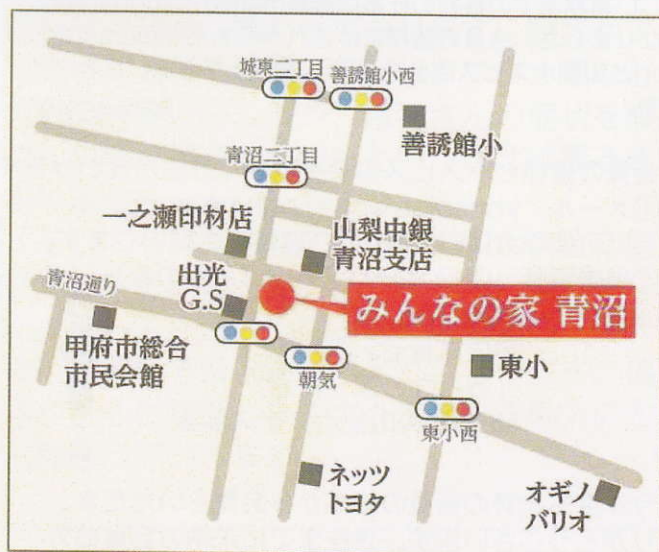 城東二丁目
善誘館小西
善誘館小
青沼二丁目
一之瀬印材店
山梨中銀
青沼支店
青沼通り
出光
G.S
みんなの家 青沼
甲府市総合
市民会館
朝気
東小
東小西
ネッツ
トヨタ
オギノ
バリオ